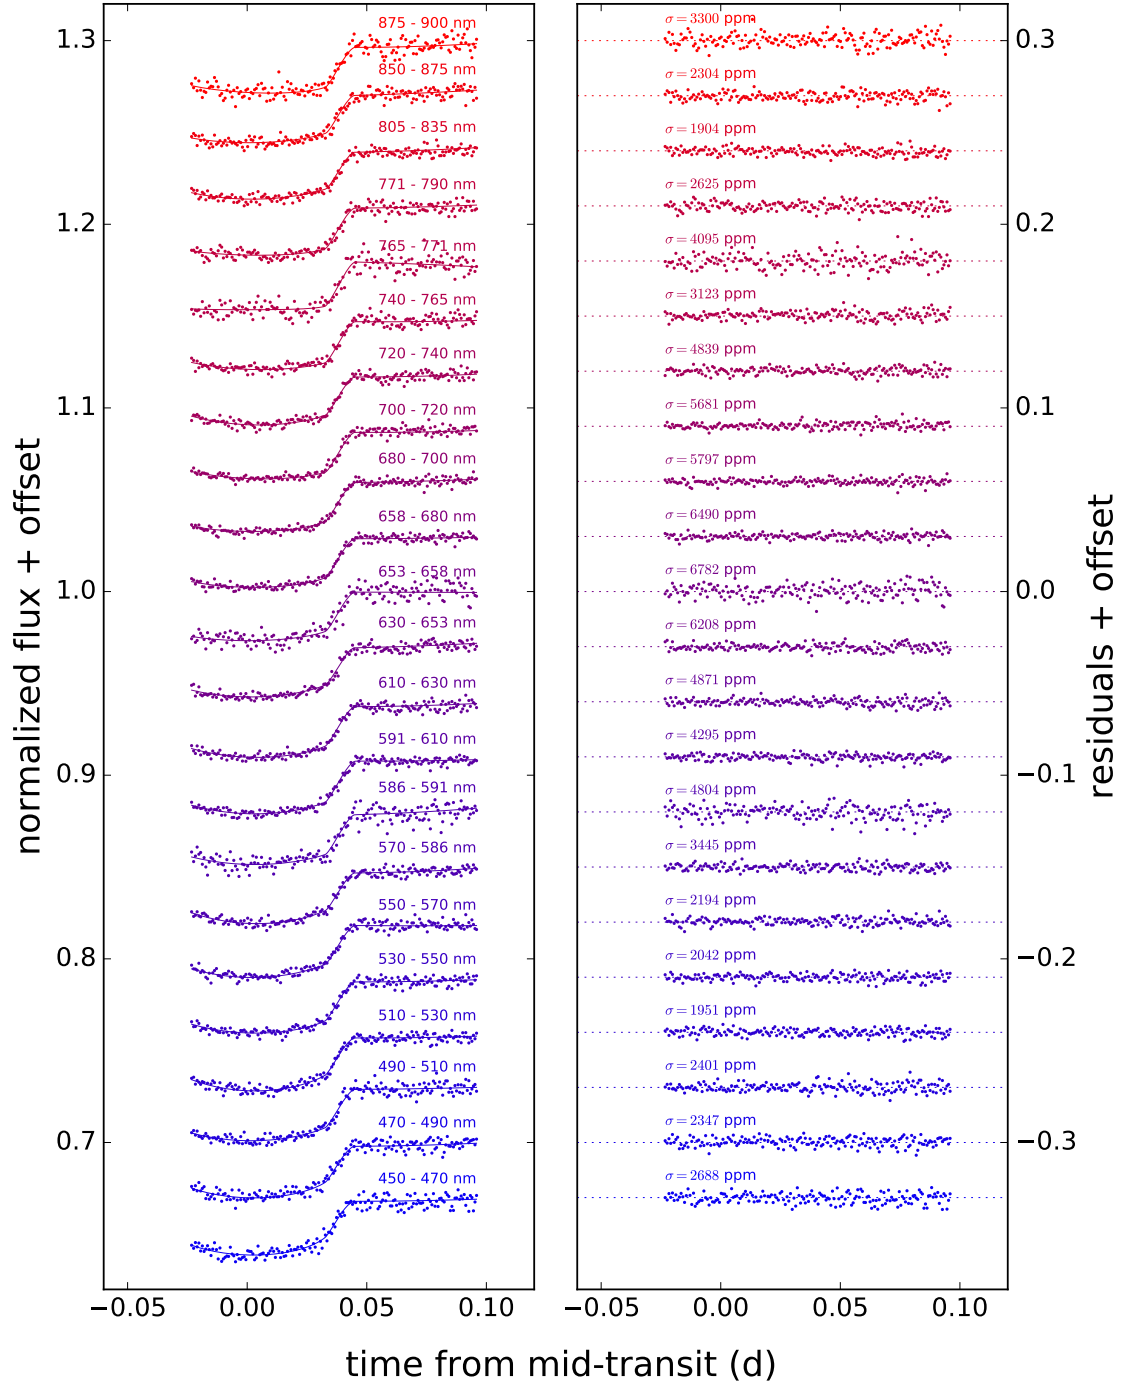 normalized flux + offset
1.3
1.2
1.1
1.0
0.9
0.8
0.7
875 - 900 nm
850 - 875 nm
805 - 835 nm
771 - 790 nm
765 - 771 nm
740 - 765 nm
720 - 740 nm
700 - 720 nm
680 - 700 nm
658 - 680 nm
653 - 658 nm
630 - 653 nm
610 - 630 nm
591 - 610 nm
586 - 591 nm
570 - 586 nm
550 - 570 nm
530 - 550 nm
510 - 530 nm
490 - 510 nm
470 - 490 nm
450 - 470 nm
−0.05 0.00 0.05 0.10
σ = 3300 ppm
σ = 2304 ppm
σ = 1904 ppm
σ = 2625 ppm
σ = 4095 ppm
σ = 3123 ppm
σ = 4839 ppm
σ = 5681 ppm
σ = 5797 ppm
σ = 6490 ppm
σ = 6782 ppm
σ = 6208 ppm
σ = 4871 ppm
σ = 4295 ppm
σ = 4804 ppm
σ = 3445 ppm
σ = 2194 ppm
σ = 2042 ppm
σ = 1951 ppm
σ = 2401 ppm
σ = 2347 ppm
σ = 2688 ppm
−0.05 0.00 0.05 0.10
0.3
0.2
0.1
0.0
−0.1
−0.2
−0.3
residuals + offset
time from mid-transit (d)